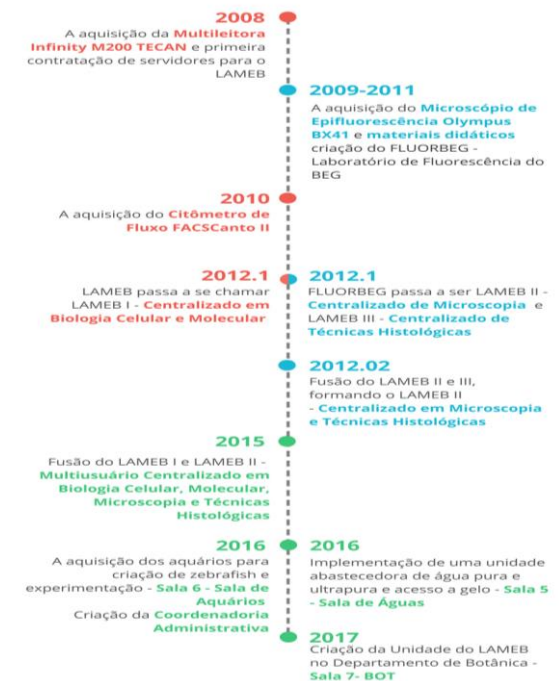 2008
A aquisição da Multileitora
Infinity M200 TECAN e primeira
contratação de servidores para o
LAMEB
2009-2011
A aquisição do Microscópio de
Epifluorescência Olympus
BX41 e materiais didáticos
criação do FLUORBEG -
Laboratório de Fluorescência do
BEG
2010
A aquisição do Citômetro de
Fluxo FACSCanto II
2012.1
LAMEB passa a se chamar
LAMEB I - Centralizado em
Biologia Celular e Molecular
2012.1
FLUORBEG passa a ser LAMEB II -
Centralizado de Microscopia e
LAMEB III - Centralizado de
Técnicas Histológicas
2012.02
Fusão do LAMEB II e III,
formando o LAMEB II
- Centralizado em Microscopia
e Técnicas Histológicas
2015
Fusão do LAMEB I e LAMEB II -
Multiusuário Centralizado em
Biologia Celular, Molecular,
Microscopia e Técnicas
Histológicas
2016
A aquisição dos aquários para
criação de zebrafish e
experimentação - Sala 6 - Sala de
Aquários
Criação da Coordenadoria
Administrativa
2016
Implementação de uma unidade
abastecedora de água pura e
ultrapura e acesso a gelo - Sala 5
- Sala de Águas
2017
Criação da Unidade do LAMEB
no Departamento de Botânica -
Sala 7- BOT